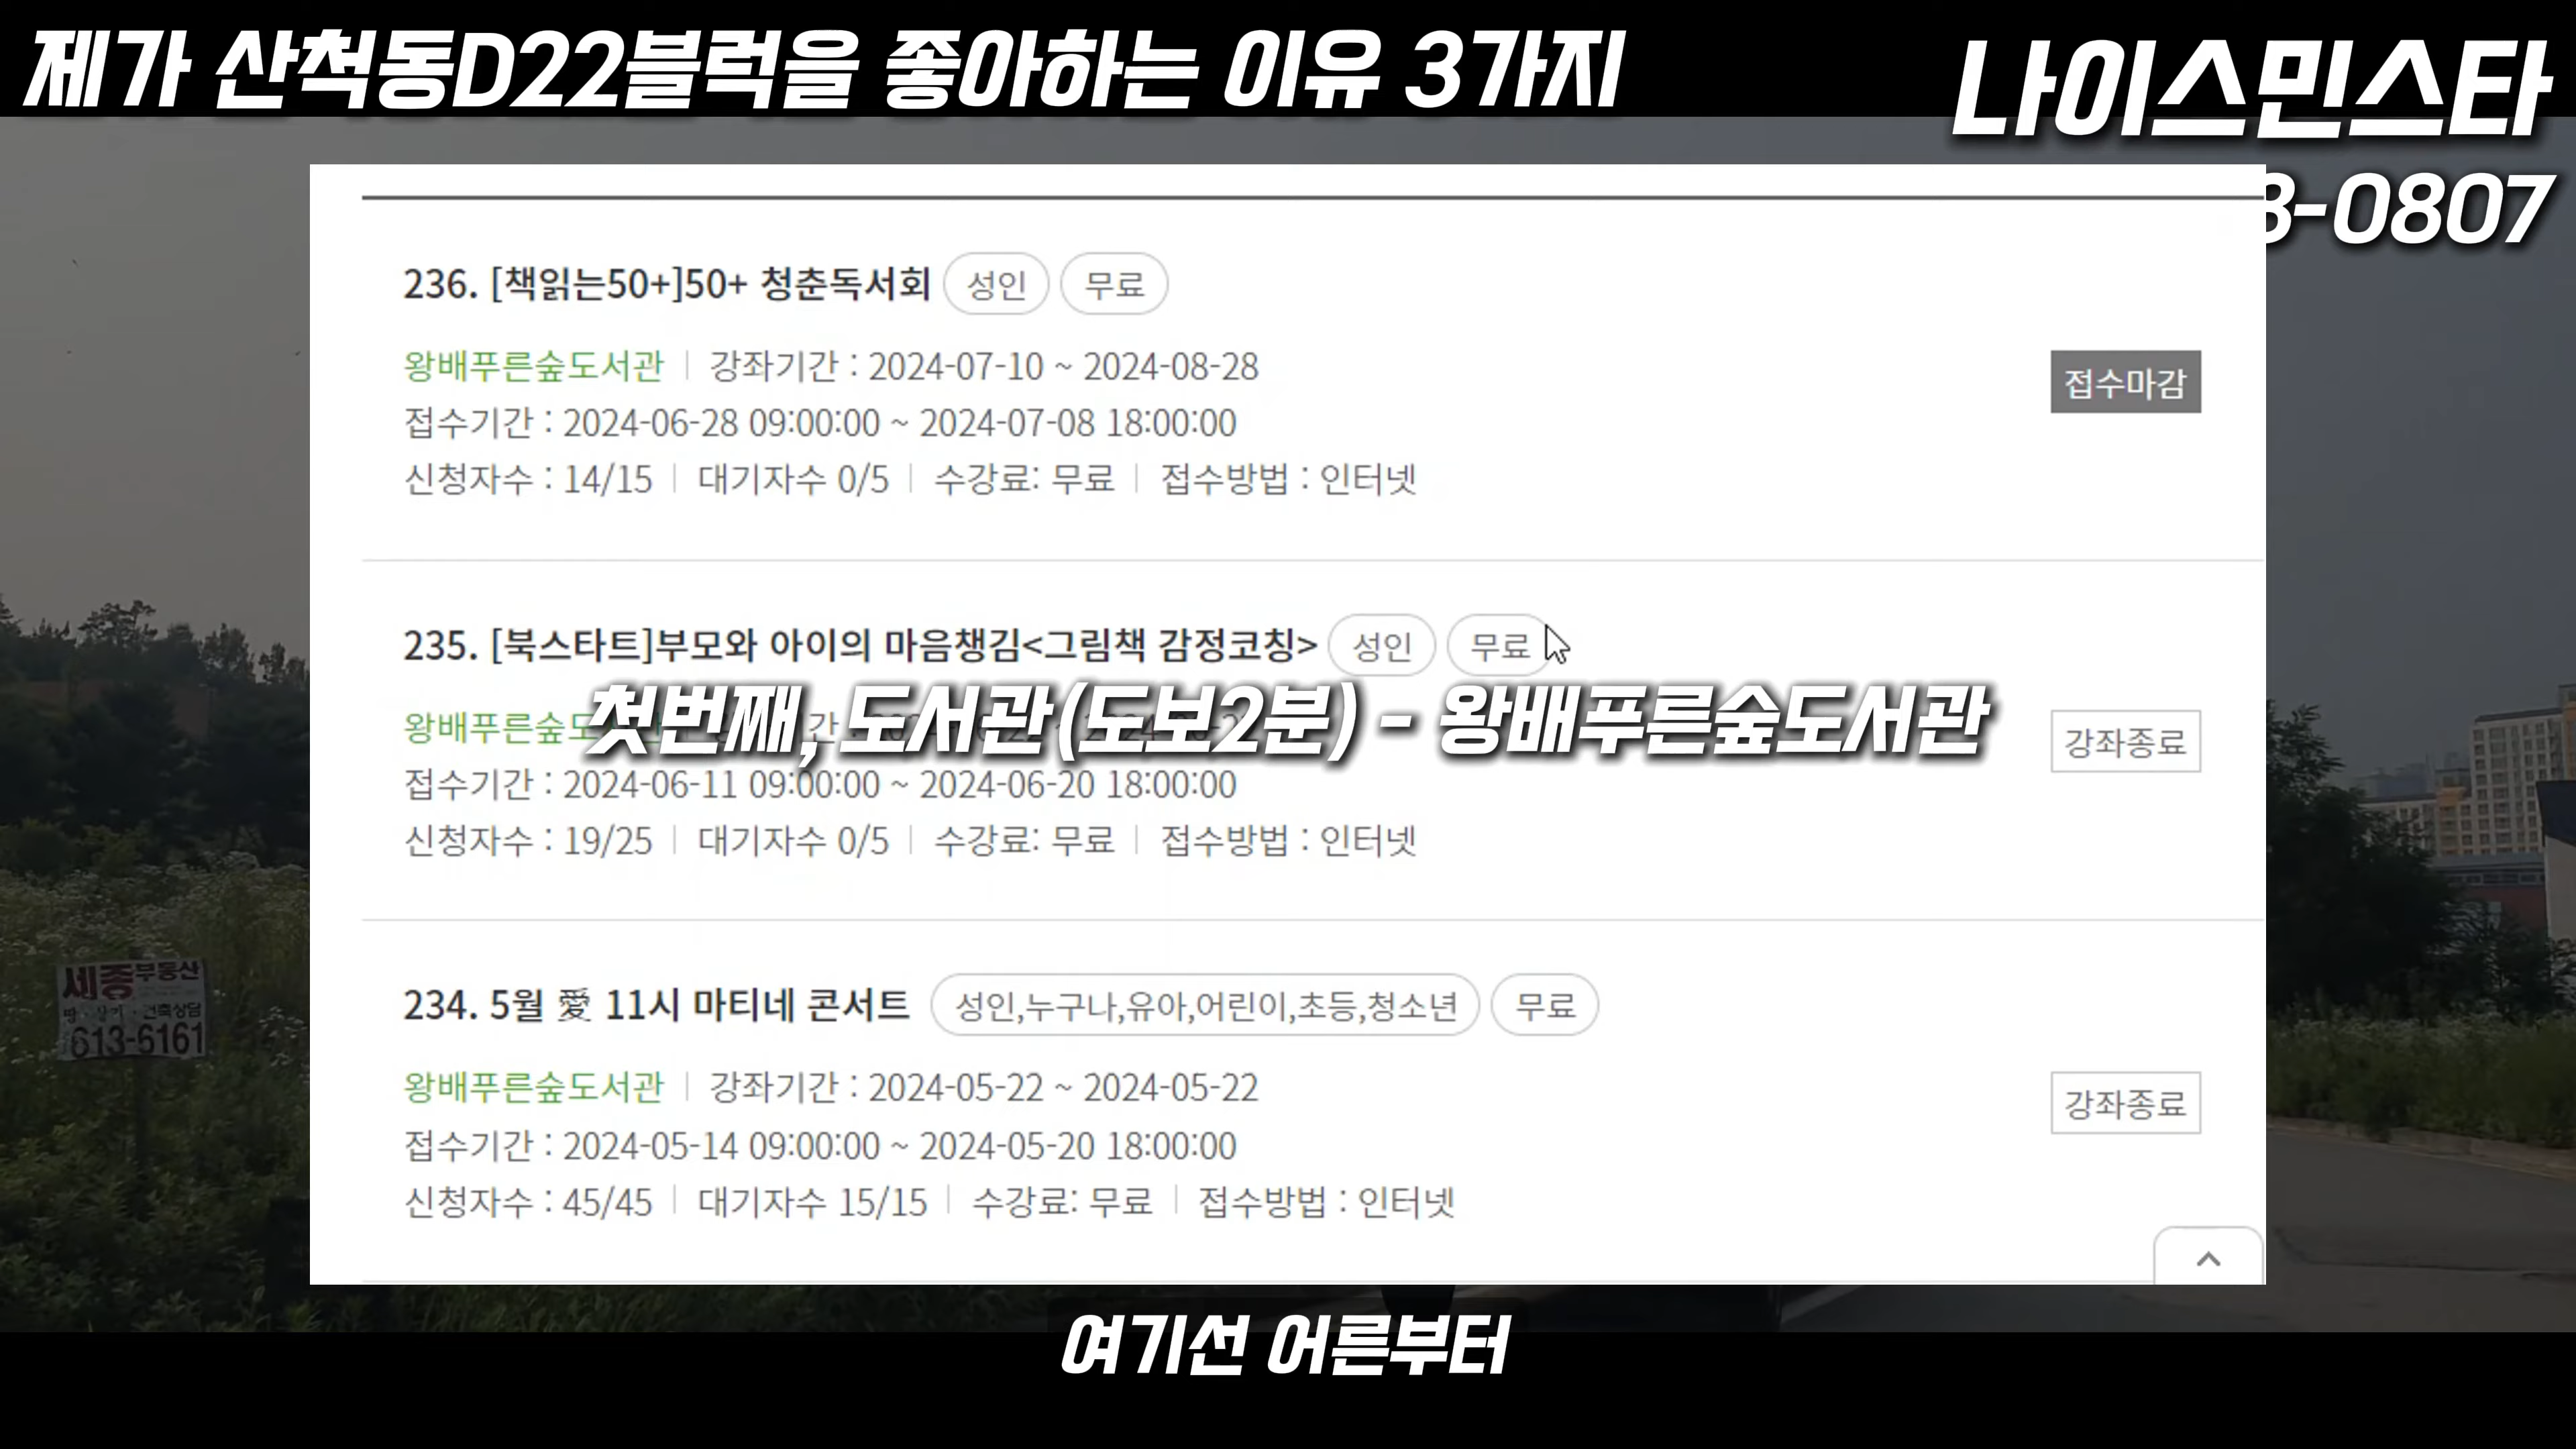 제가 산척동D22블럭을 좋아하는 이유 3가지
나이스민스타
8-0807
236. [책읽는50+]50+ 청춘독서회 성인 무료
왕배푸른숲도서관 강좌기간 : 2024-07-10 ~ 2024-08-28
접수마감
접수기간 : 2024-06-28 09:00:00 ~ 2024-07-08 18:00:00
신청자수 : 14/15 대기자수 0/5 수강료: 무료 접수방법 : 인터넷
235. [북스타트]부모와 아이의 마음챙김<그림책 감정코칭> 성인 무료
첫번째, 도서관(도보2분) - 왕배푸른숲도서관
왕배푸른숲
강좌종료
접수기간 : 2024-06-11 09:00:00 ~ 2024-06-20 18:00:00
신청자수 : 19/25 대기자수 0/5 수강료: 무료 접수방법 : 인터넷
234. 5월 愛 11시 마티네 콘서트 성인,누구나,유아,어린이,초등,청소년 무료
왕배푸른숲도서관 강좌기간 : 2024-05-22 ~ 2024-05-22
강좌종료
접수기간 : 2024-05-14 09:00:00 ~ 2024-05-20 18:00:00
신청자수 : 45/45 대기자수 15/15 수강료: 무료 접수방법 : 인터넷
세종부동산
건축상담
613-6161
여기선 어른부터